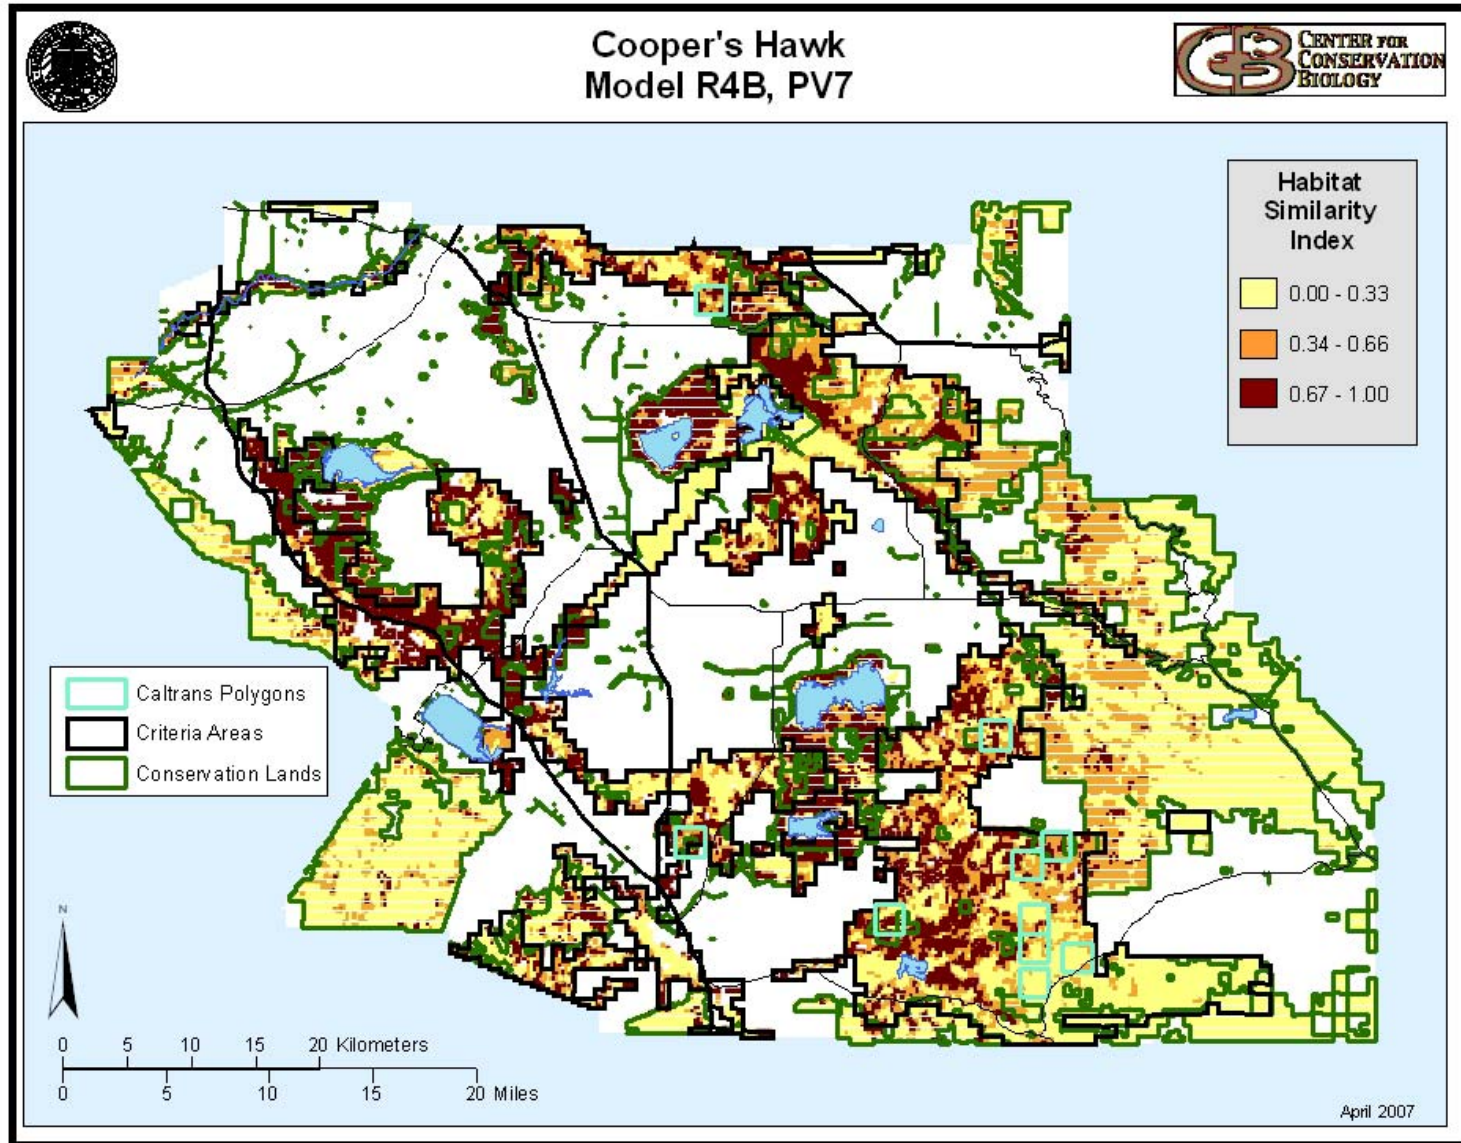 Cooper's Hawk
Model R4B, PV7
CENTER FOR
CONSERVATION
BIOLOGY
Habitat
Similarity
Index
0.00 - 0.33
0.34 - 0.66
0.67 - 1.00
Caltrans Polygons
Criteria Areas
Conservation Lands
N
0 5 10 15 20 Kilometers
0 5 10 15 20 Miles
April 2007